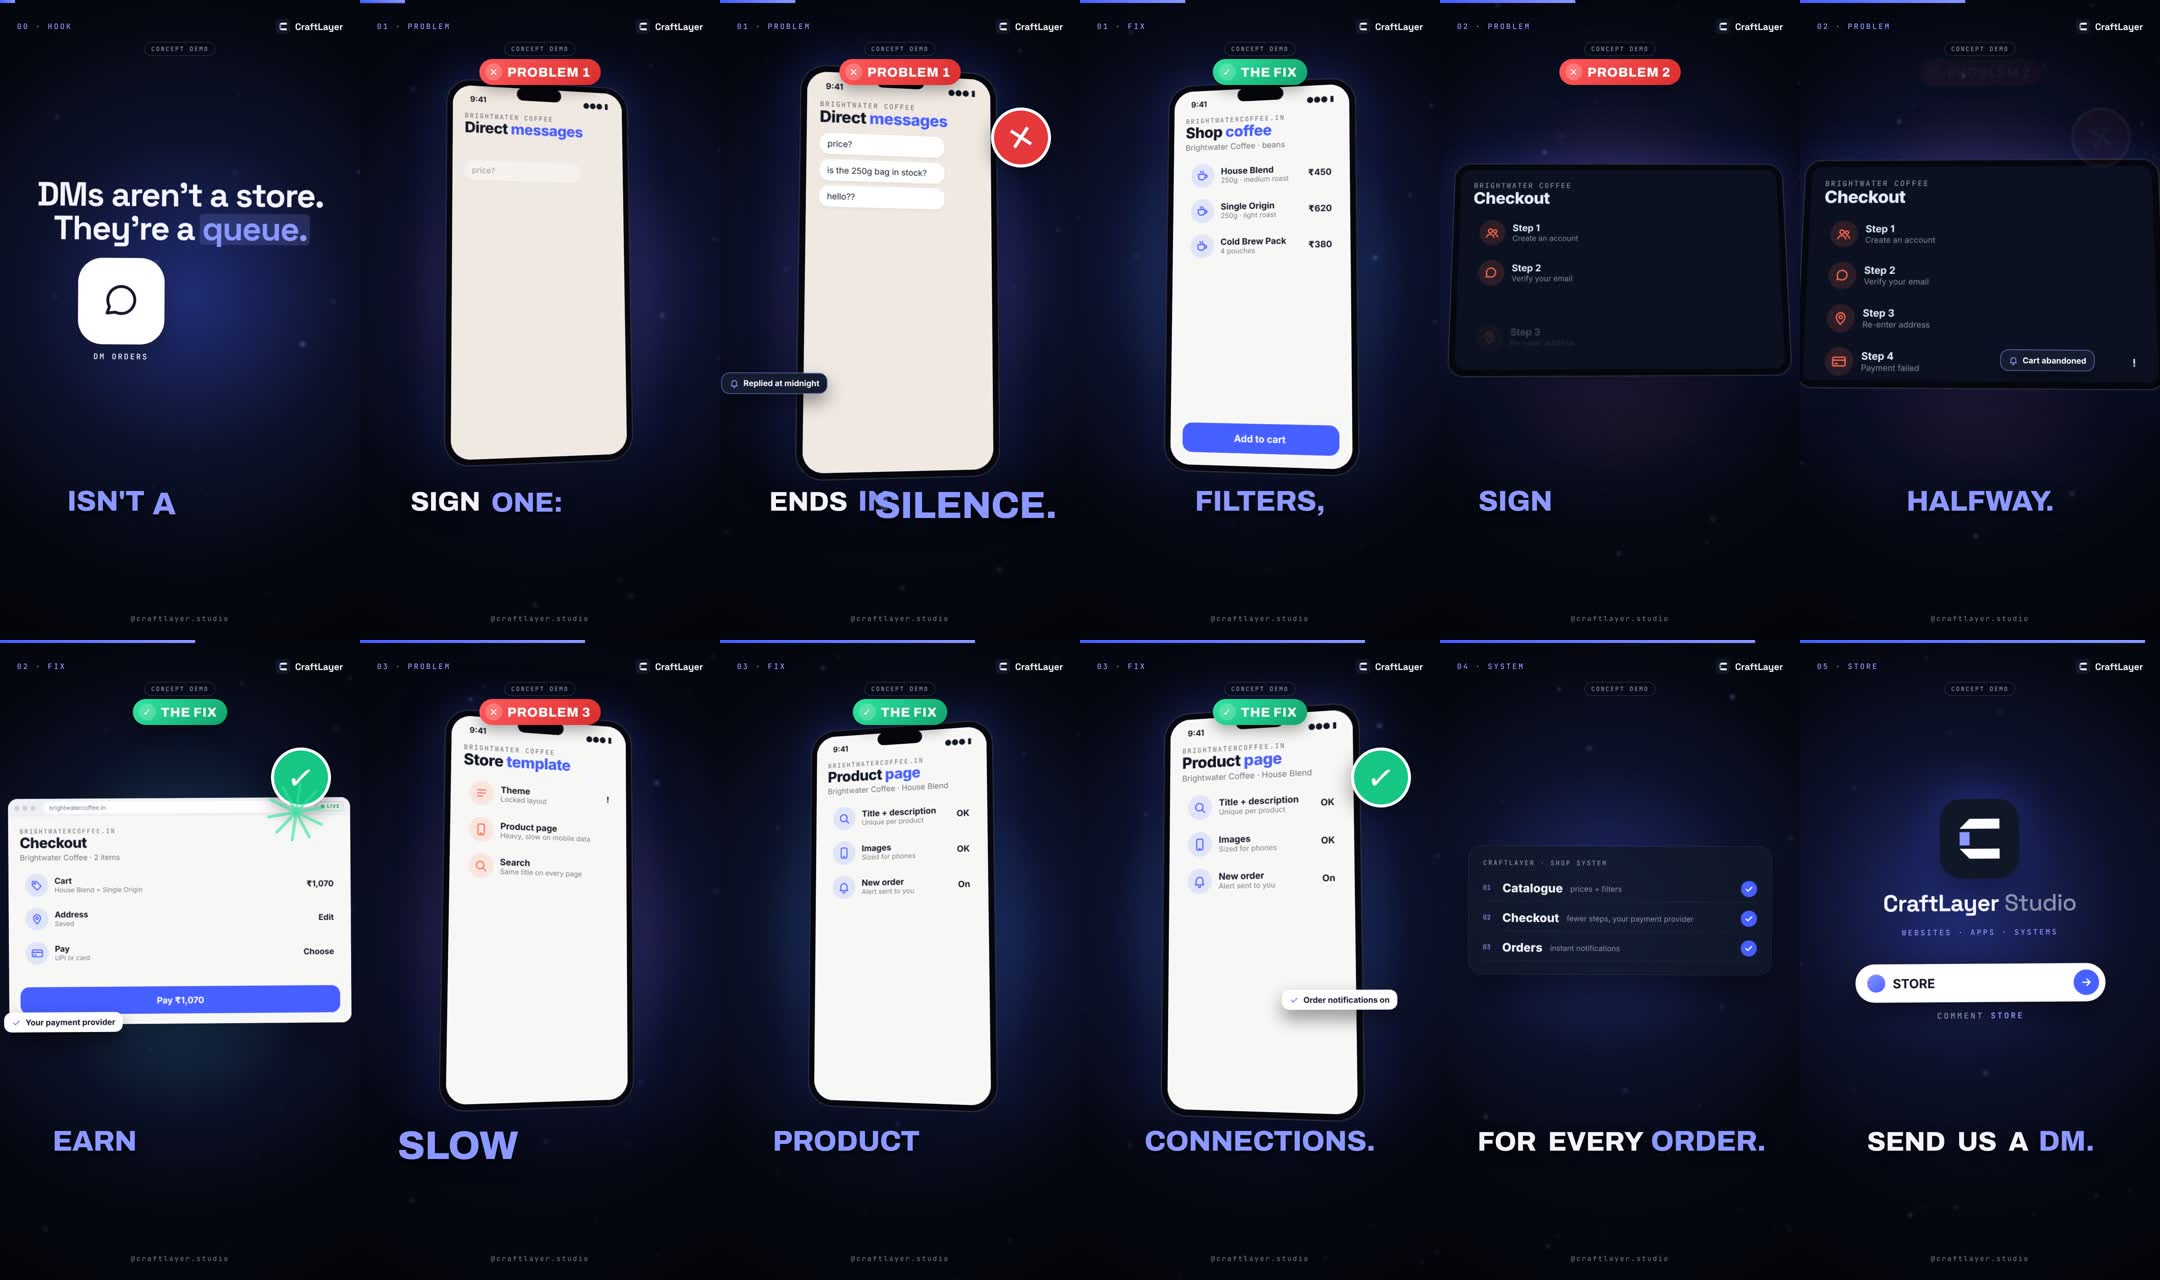 00 · HOOK
CraftLayer
CONCEPT DEMO
DMs aren't a store.
They're a queue.
DM ORDERS
ISN'T A
@craftlayer.studio
01 · PROBLEM
CraftLayer
CONCEPT DEMO
PROBLEM 1
9:41
BRIGHTWATER COFFEE
Direct messages
price?
SIGN ONE:
@craftlayer.studio
01 · PROBLEM
CraftLayer
CONCEPT DEMO
PROBLEM 1
9:41
BRIGHTWATER COFFEE
Direct messages
price?
is the 250g bag in stock?
hello??
Replied at midnight
ENDS IN SILENCE.
@craftlayer.studio
01 · FIX
CraftLayer
CONCEPT DEMO
THE FIX
9:41
BRIGHTWATERCOFFEE.IN
Shop coffee
Brightwater Coffee · beans
House Blend ₹450
250g · medium roast
Single Origin ₹620
250g · light roast
Cold Brew Pack ₹380
4 pouches
Add to cart
FILTERS,
@craftlayer.studio
02 · PROBLEM
CraftLayer
CONCEPT DEMO
PROBLEM 2
BRIGHTWATER COFFEE
Checkout
Step 1
Create an account
Step 2
Verify your email
Step 3
Re-enter address
SIGN
@craftlayer.studio
02 · PROBLEM
CraftLayer
CONCEPT DEMO
PROBLEM 2
BRIGHTWATER COFFEE
Checkout
Step 1
Create an account
Step 2
Verify your email
Step 3
Re-enter address
Step 4
Payment failed
Cart abandoned !
HALFWAY.
@craftlayer.studio
02 · FIX
CraftLayer
CONCEPT DEMO
THE FIX
brightwatercoffee.in LIVE
BRIGHTWATERCOFFEE.IN
Checkout
Brightwater Coffee · 2 items
Cart ₹1,070
House Blend + Single Origin
Address Edit
Saved
Pay Choose
UPI or card
Pay ₹1,070
Your payment provider
EARN
@craftlayer.studio
03 · PROBLEM
CraftLayer
CONCEPT DEMO
PROBLEM 3
9:41
BRIGHTWATER COFFEE
Store template
Theme !
Locked layout
Product page
Heavy, slow on mobile data
Search
Same title on every page
SLOW
@craftlayer.studio
03 · FIX
CraftLayer
CONCEPT DEMO
THE FIX
9:41
BRIGHTWATERCOFFEE.IN
Product page
Brightwater Coffee · House Blend
Title + description OK
Unique per product
Images OK
Sized for phones
New order On
Alert sent to you
PRODUCT
@craftlayer.studio
03 · FIX
CraftLayer
CONCEPT DEMO
THE FIX
9:41
BRIGHTWATERCOFFEE.IN
Product page
Brightwater Coffee · House Blend
Title + description OK
Unique per product
Images OK
Sized for phones
New order On
Alert sent to you
Order notifications on
CONNECTIONS.
@craftlayer.studio
04 · SYSTEM
CraftLayer
CONCEPT DEMO
CRAFTLAYER · SHOP SYSTEM
01 Catalogue prices + filters
02 Checkout fewer steps, your payment provider
03 Orders instant notifications
FOR EVERY ORDER.
@craftlayer.studio
05 · STORE
CraftLayer
CONCEPT DEMO
CraftLayer Studio
WEBSITES · APPS · SYSTEMS
STORE
COMMENT STORE
SEND US A DM.
@craftlayer.studio